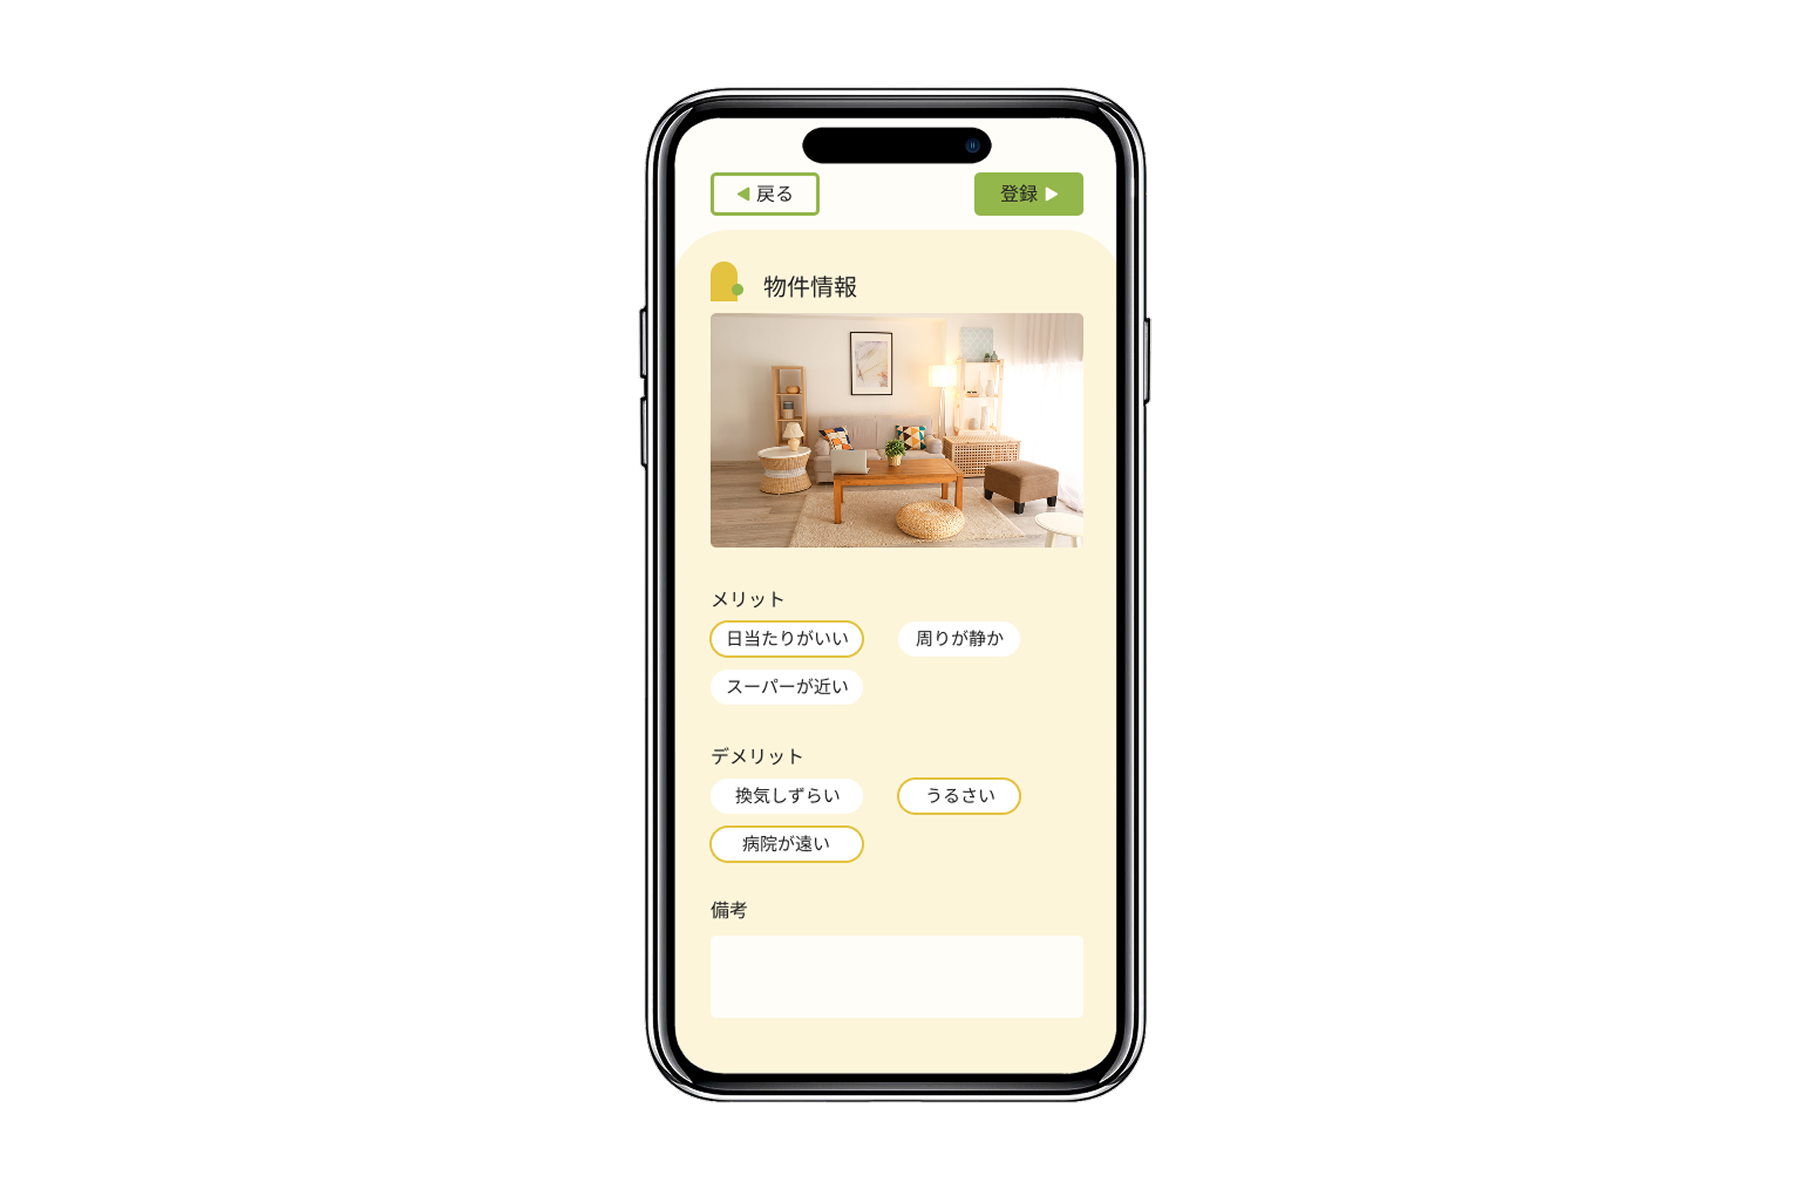 戻る
登録
物件情報
メリット
日当たりがいい
周りが静か
スーパーが近い
デメリット
換気しずらい
うるさい
病院が遠い
備考